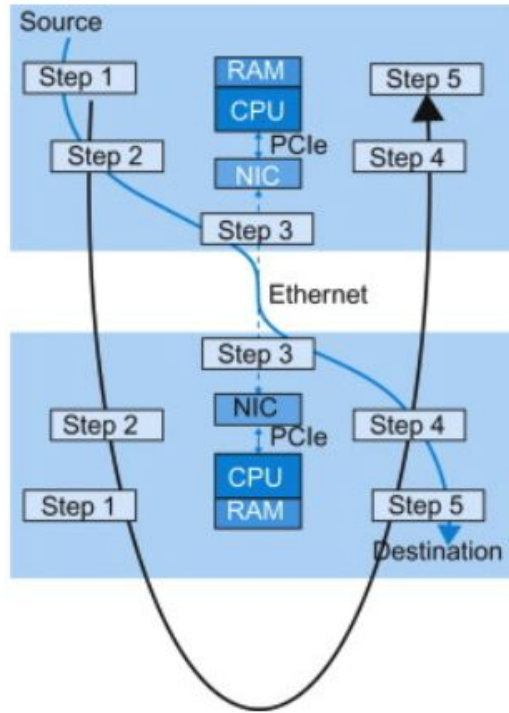 Source
Step 1
RAM
Step 5
CPU
PCIe
Step 2
Step 4
NIC
Step 3
Ethernet
Step 3
NIC
Step 2
Step 4
PCIe
CPU
Step 1
Step 5
RAM
Destination